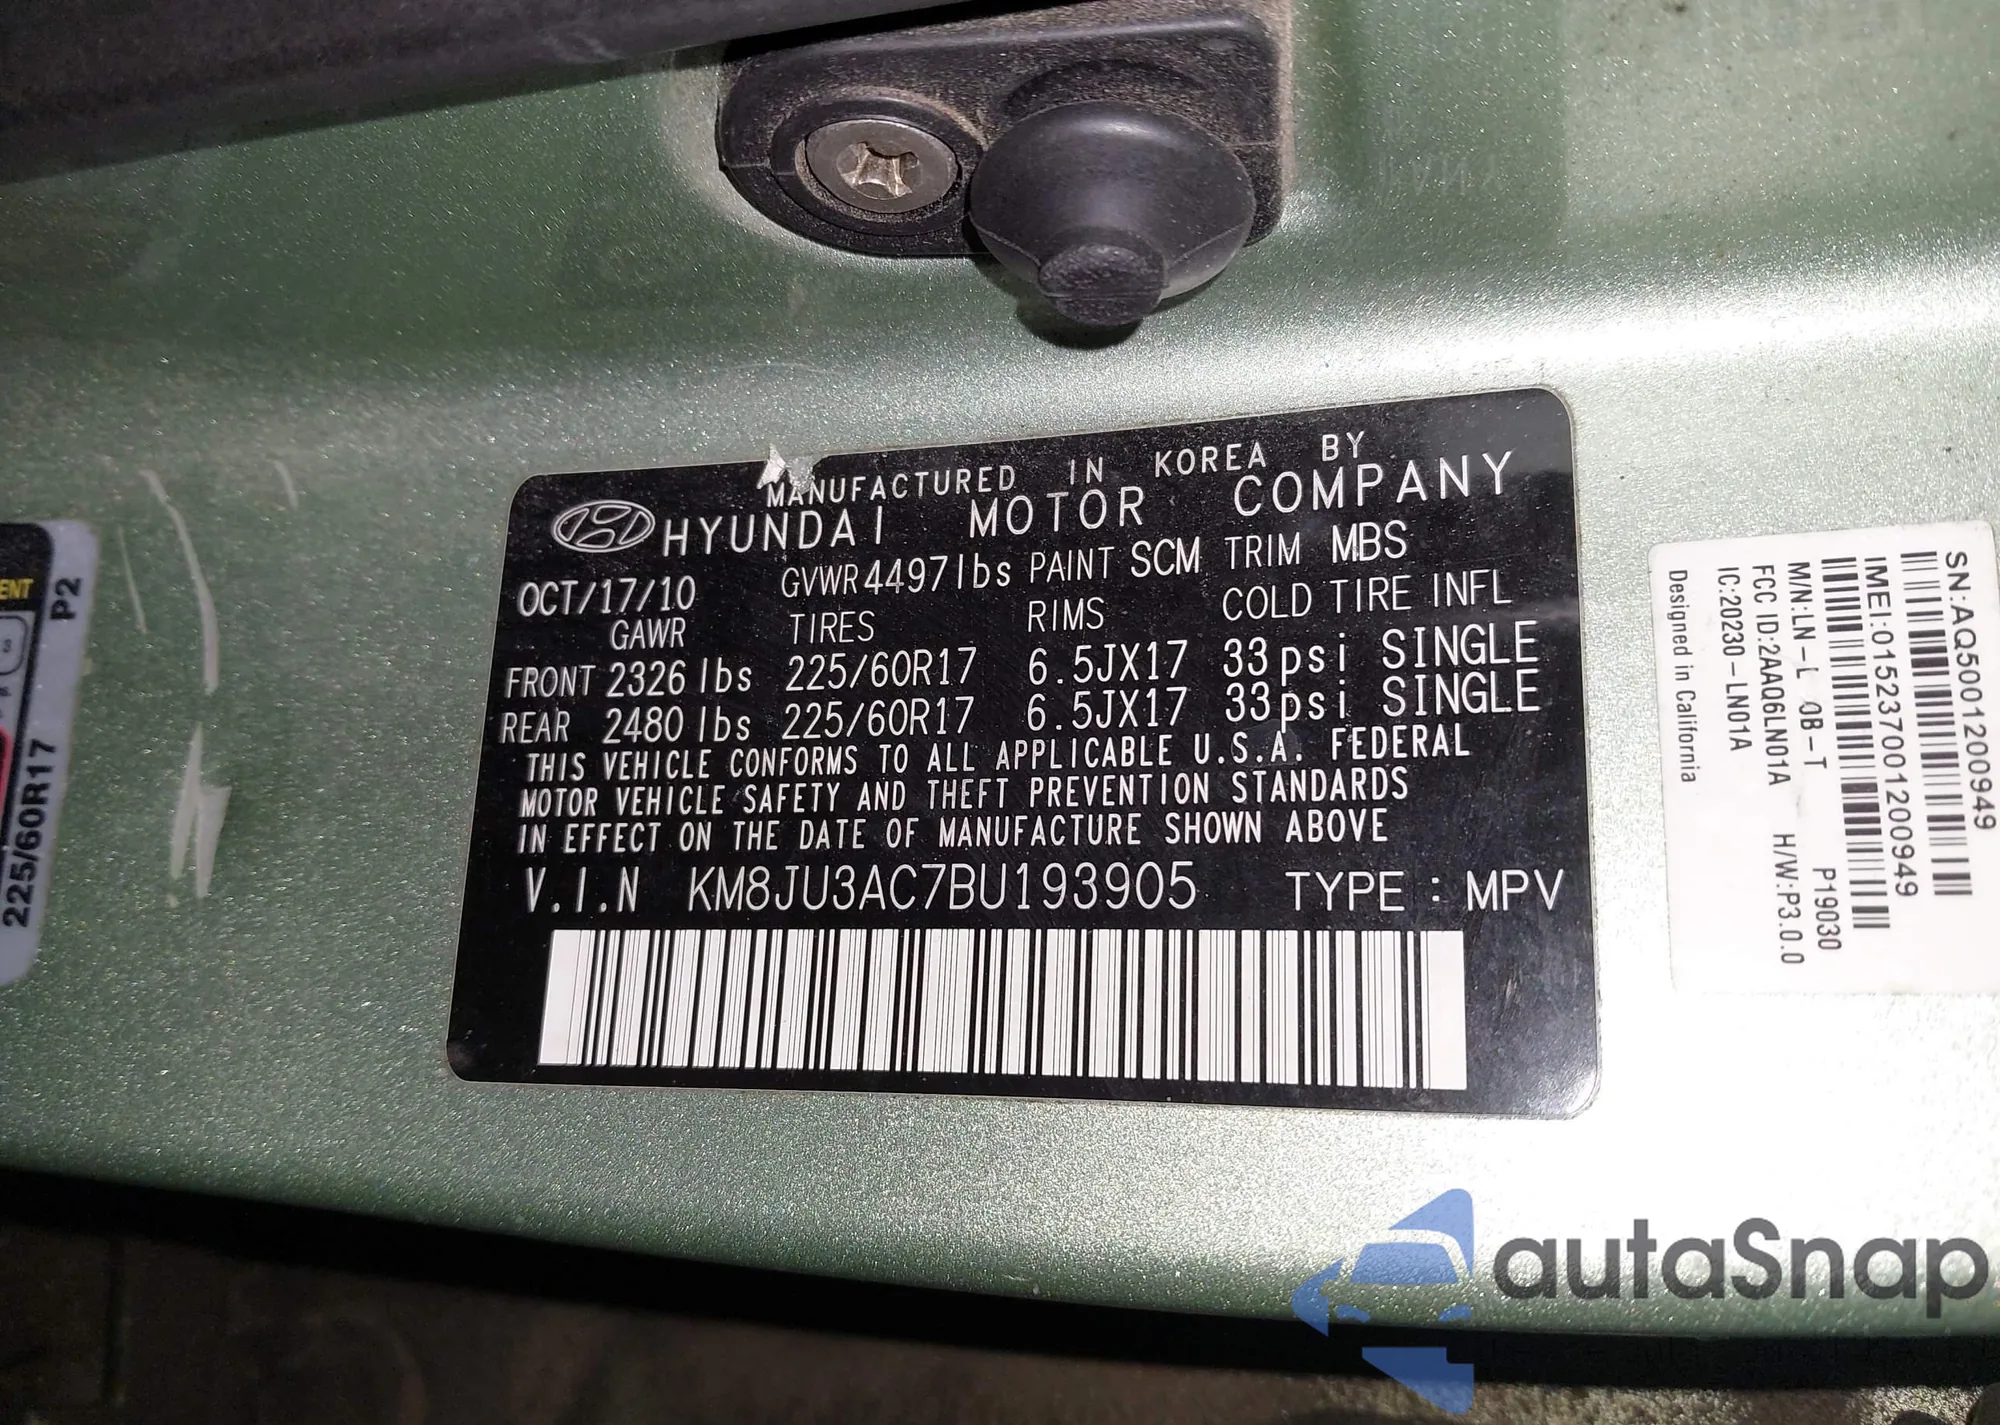 MANUFACTURED IN KOREA BY
HYUNDAI MOTOR COMPANY
OCT/17/10 GVWR 4497lbs PAINT SCM TRIM MBS
GAWR TIRES RIMS COLD TIRE INFL
FRONT 2326 lbs 225/60R17 6.5JX17 33psi SINGLE
REAR 2480 lbs 225/60R17 6.5JX17 33psi SINGLE
THIS VEHICLE CONFORMS TO ALL APPLICABLE U.S.A. FEDERAL
MOTOR VEHICLE SAFETY AND THEFT PREVENTION STANDARDS
IN EFFECT ON THE DATE OF MANUFACTURE SHOWN ABOVE
V.I.N KM8JU3AC7BU193905 TYPE : MPV
P2
225/60R17
SN:AQ5001200949
IMEI:015237001200949
P19030
FCC ID:2AAQ6LN01A H/W:P3.0.0
IC:20230-LN01A
Designed in California
autaSnap